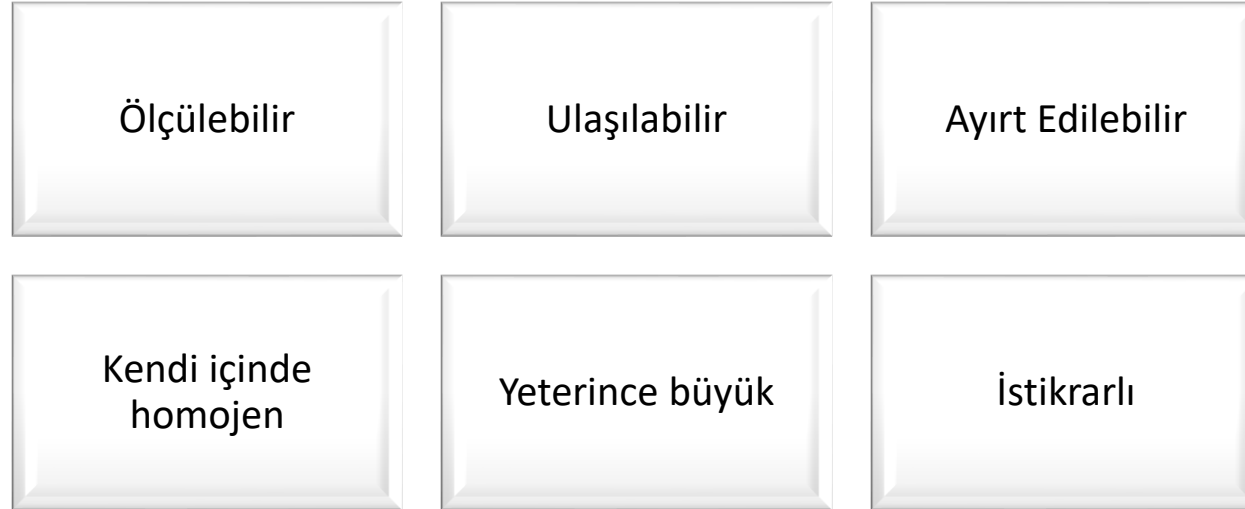 Ölçülebilir
Ulaşılabilir
Ayırt Edilebilir
Kendi içinde
homojen
Yeterince büyük
İstikrarlı